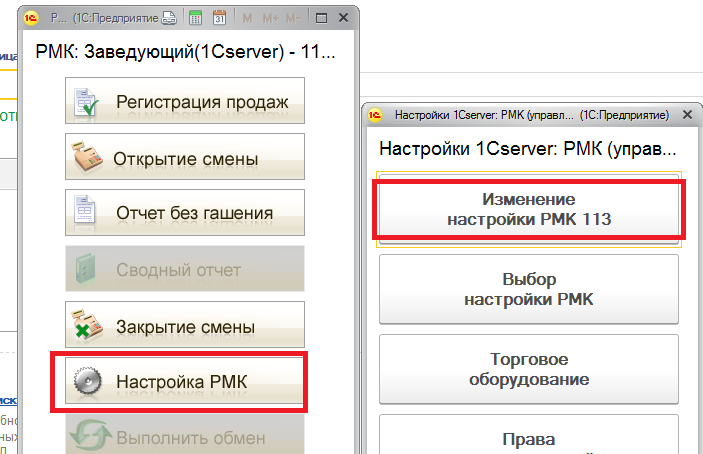 Р... (1С:Предприятие
M M+ M-
РМК: Заведующий(1Cserver) - 11...
Регистрация продаж
Открытие смены
Отчет без гашения
Сводный отчет
Закрытие смены
Настройка РМК
Выполнить обмен
Настройки 1Cserver: РМК (управл... (1С:Предприятие)
Настройки 1Cserver: РМК (управ...
Изменение
настройки РМК 113
Выбор
настройки РМК
Торговое
оборудование
Права